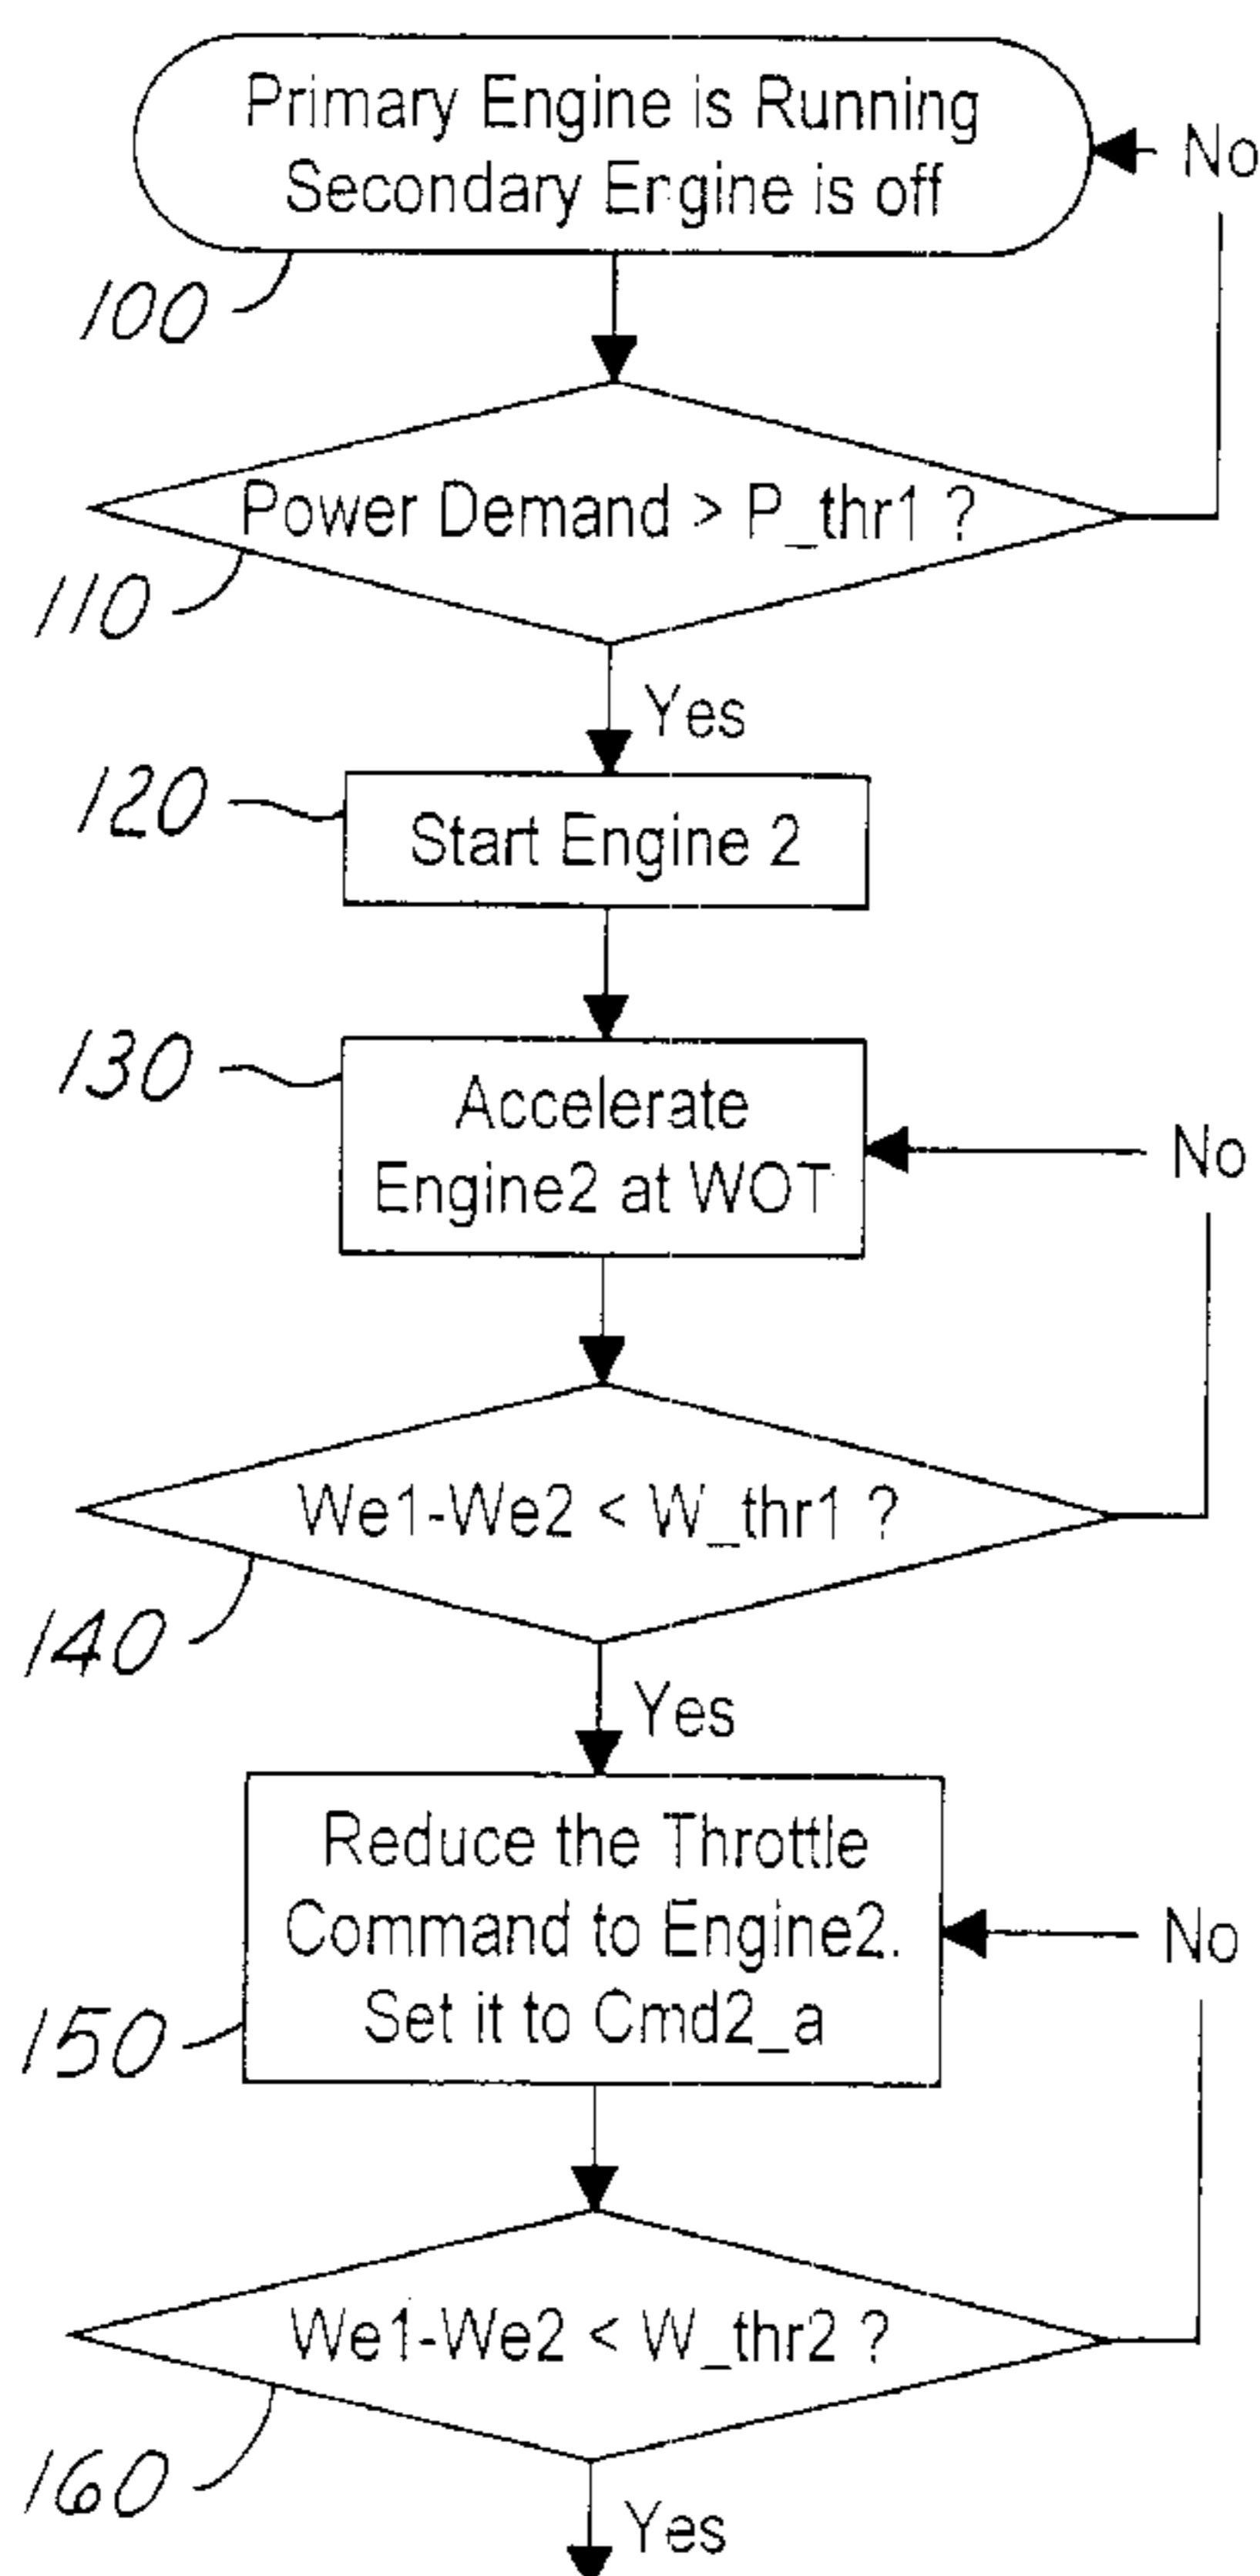 Primary Engine is Running
Secondary Engine is off
No
100
Power Demand > P_thr1 ?
110
Yes
120
Start Engine 2
130
Accelerate
Engine2 at WOT
No
We1-We2 < W_thr1 ?
140
Yes
Reduce the Throttle
Command to Engine2.
Set it to Cmd2_a
No
150
We1-We2 < W_thr2 ?
160
Yes